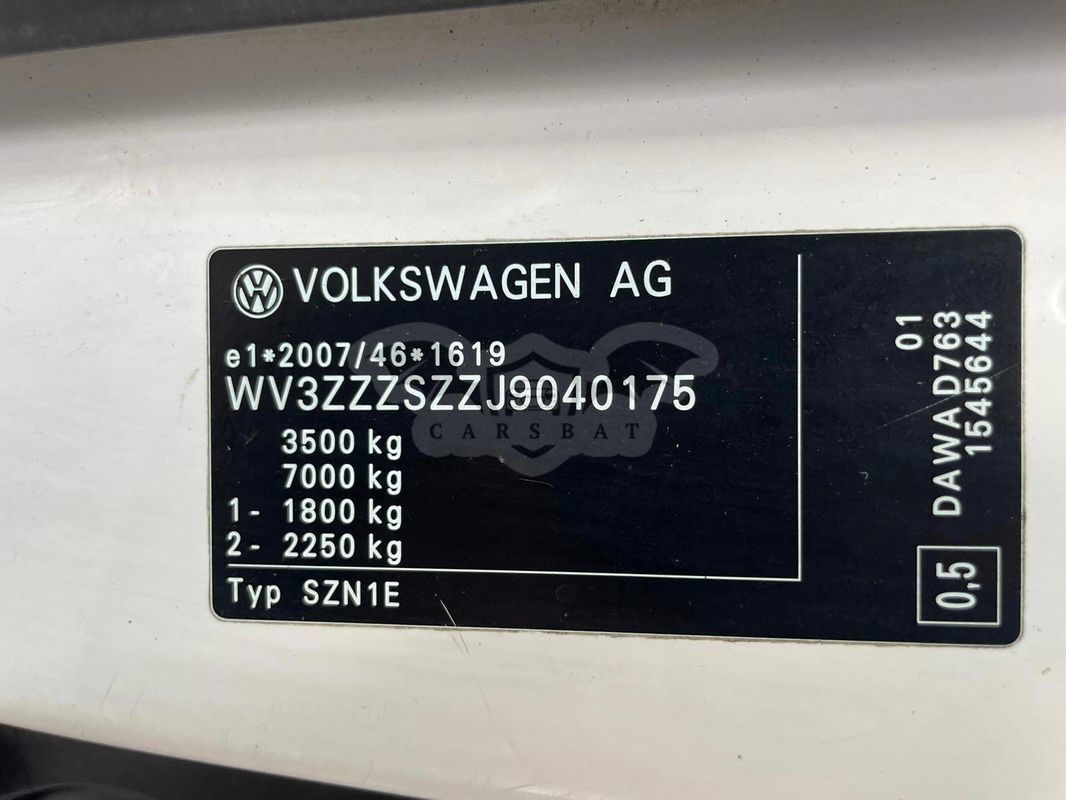 VOLKSWAGEN AG
e1*2007/46*1619
WV3ZZZSZZJ9040175
CARSBAT
3500 kg
7000 kg
1- 1800 kg
2- 2250 kg
Typ SZN1E
01
DAWAD763
1545644
0,5